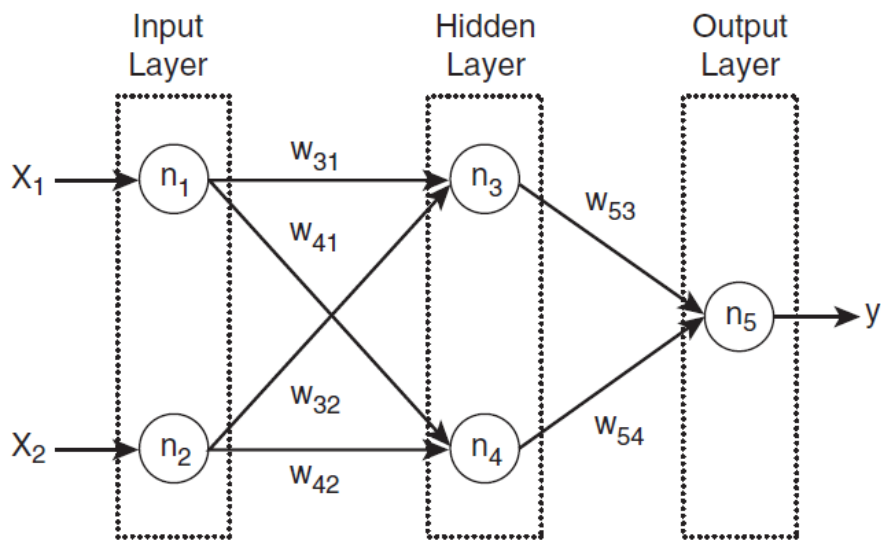 Input
Layer
Hidden
Layer
Output
Layer
X₁
n₁
w₃₁
n₃
w₅₃
w₄₁
n₅
y
w₃₂
w₅₄
X₂
n₂
w₄₂
n₄